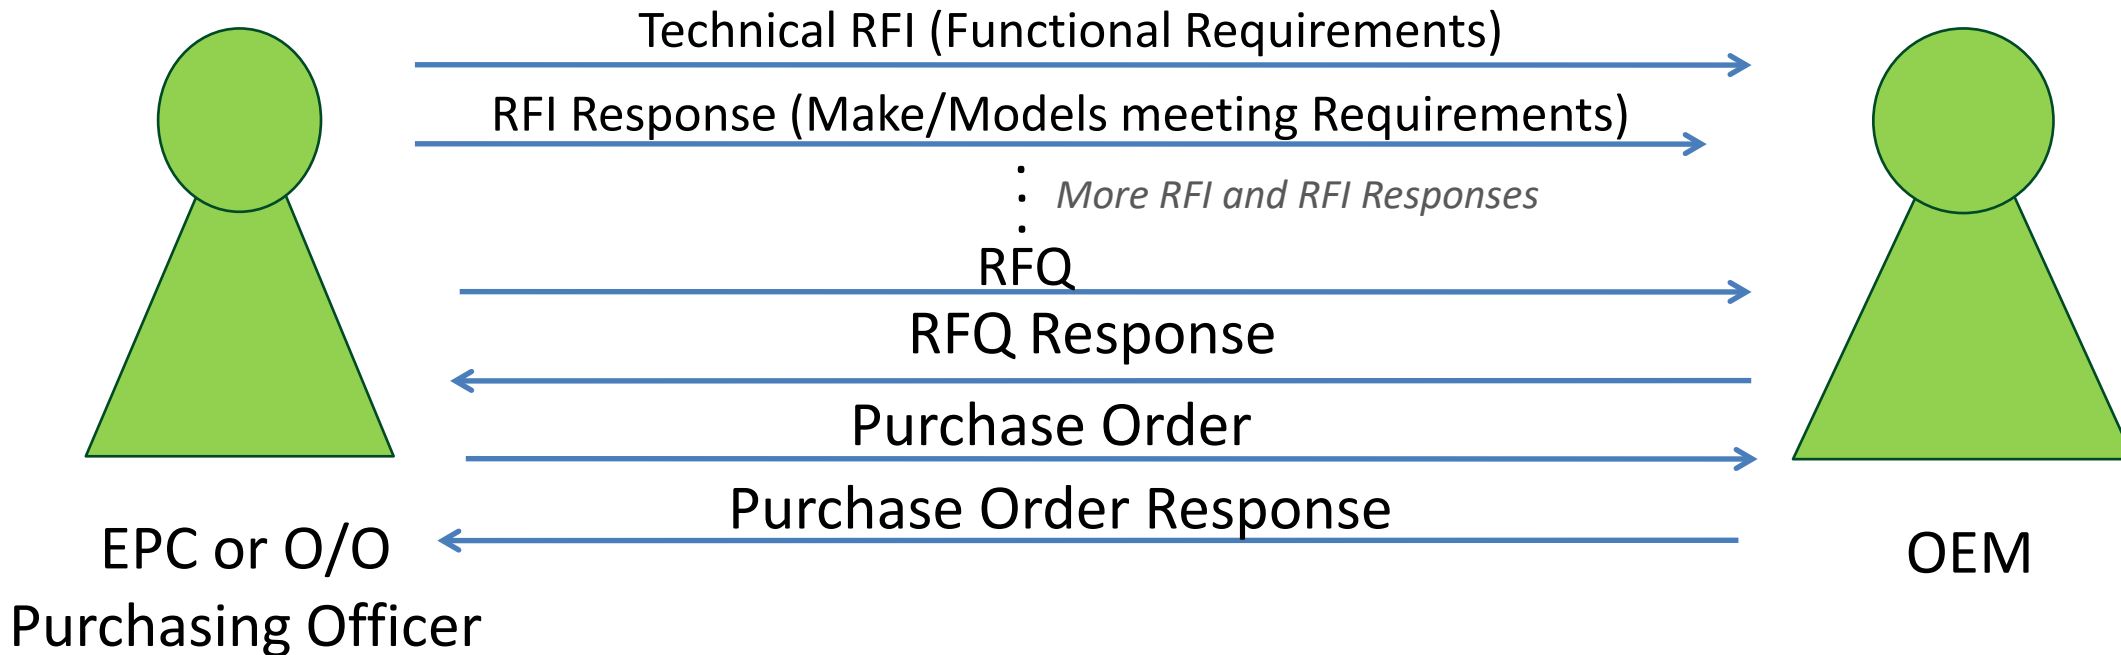 Technical RFI (Functional Requirements)
RFI Response (Make/Models meeting Requirements)
More RFI and RFI Responses
RFQ
RFQ Response
Purchase Order
Purchase Order Response
EPC or O/O
Purchasing Officer
OEM